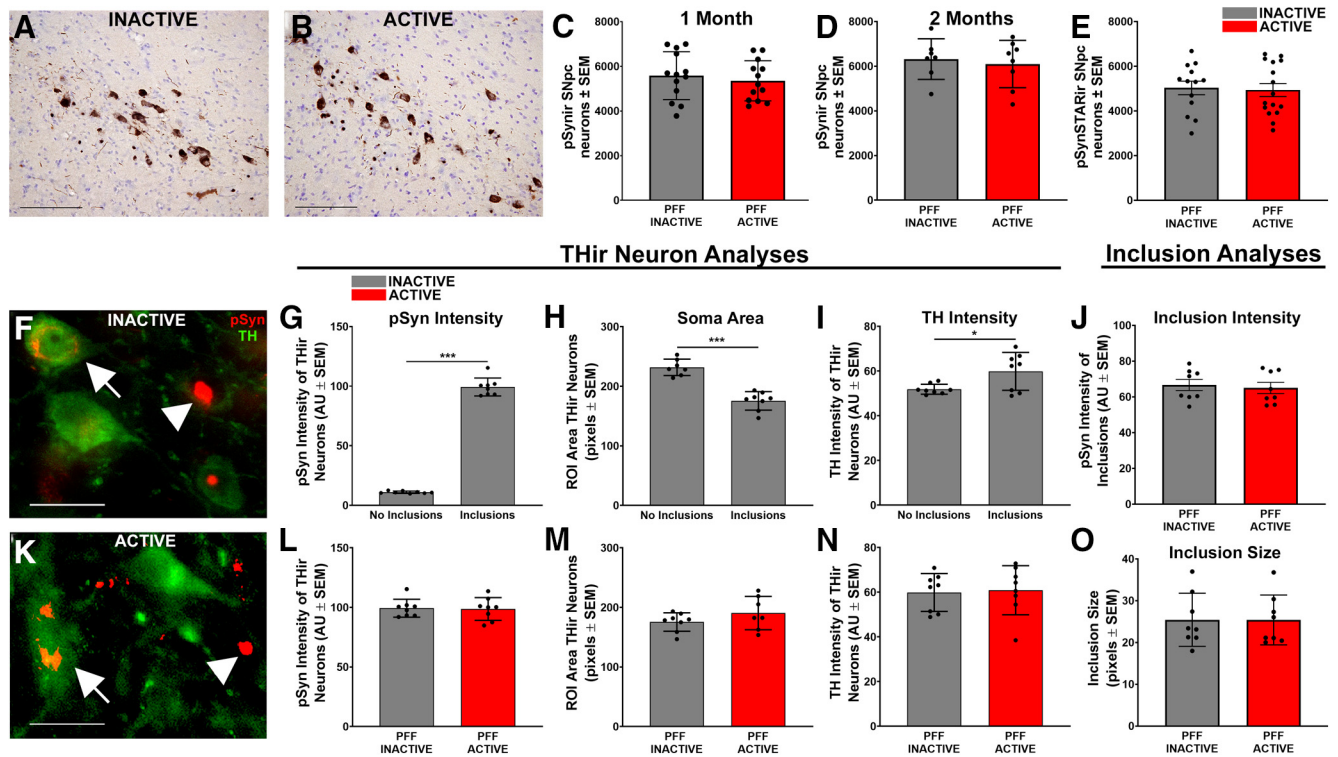 A
INACTIVE
B
ACTIVE
C
1 Month
pSynir SNpc
neurons ± SEM
8000
6000
4000
2000
0
PFF
INACTIVE
PFF
ACTIVE
D
2 Months
pSynir SNpc
neurons ± SEM
8000
6000
4000
2000
0
PFF
INACTIVE
PFF
ACTIVE
E
INACTIVE
ACTIVE
pSynSTARir SNpc
neurons ± SEM
8000
6000
4000
2000
0
PFF
INACTIVE
PFF
ACTIVE
THir Neuron Analyses
Inclusion Analyses
INACTIVE
ACTIVE
F
INACTIVE
pSyn
TH
G
pSyn Intensity
pSyn Intensity of THir
Neurons (AU ± SEM)
150
100
50
0
No Inclusions
Inclusions
***
H
Soma Area
ROI Area THir Neurons
(pixels ± SEM)
300
200
100
0
No Inclusions
Inclusions
***
I
TH Intensity
TH Intensity of THir
Neurons (AU ± SEM)
80
60
40
20
0
No Inclusions
Inclusions
*
J
Inclusion Intensity
pSyn Intensity of
Inclusions (AU ± SEM)
100
80
60
40
20
0
PFF
INACTIVE
PFF
ACTIVE
K
ACTIVE
L
pSyn Intensity of THir
Neurons (AU ± SEM)
150
100
50
0
PFF
INACTIVE
PFF
ACTIVE
M
ROI Area THir Neurons
(pixels ± SEM)
300
200
100
0
PFF
INACTIVE
PFF
ACTIVE
N
TH Intensity of THir
Neurons (AU ± SEM)
80
60
40
20
0
PFF
INACTIVE
PFF
ACTIVE
O
Inclusion Size
Inclusion Size
(pixels ± SEM)
40
30
20
10
0
PFF
INACTIVE
PFF
ACTIVE